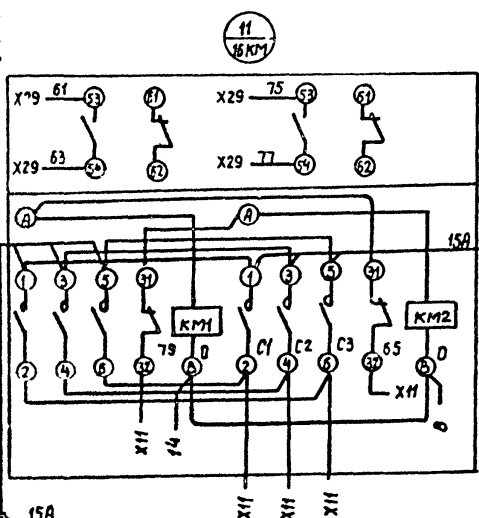 11
16КМ
Х29 61 53 61 Х29 75 53 61
Х29 63 54 62 Х29 77 54 62
А А
15А
1 3 5 31 1 3 5 31
КМ1 КМ2
79 0 С1 С2 С3 65 0
2 4 6 32 В 2 4 6 32 В
Х11 14 Х11 0
Х11 Х11 Х11
15А